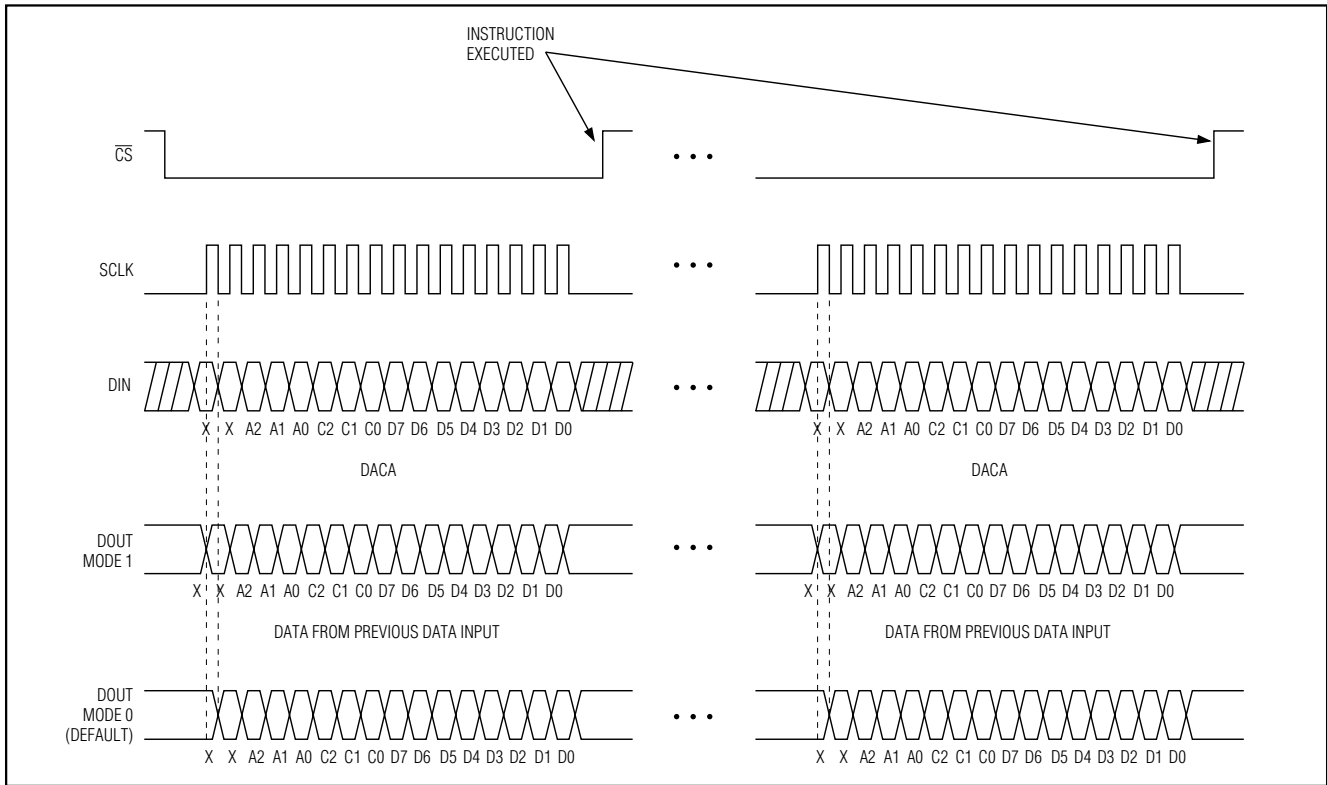 INSTRUCTION
EXECUTED
CS
• • •
SCLK
• • •
DIN
• • •
X X A2 A1 A0 C2 C1 C0 D7 D6 D5 D4 D3 D2 D1 D0
X X A2 A1 A0 C2 C1 C0 D7 D6 D5 D4 D3 D2 D1 D0
DACA
DACA
DOUT
MODE 1
• • •
X X A2 A1 A0 C2 C1 C0 D7 D6 D5 D4 D3 D2 D1 D0
X X A2 A1 A0 C2 C1 C0 D7 D6 D5 D4 D3 D2 D1 D0
DATA FROM PREVIOUS DATA INPUT
DATA FROM PREVIOUS DATA INPUT
DOUT
MODE 0
(DEFAULT)
• • •
X X A2 A1 A0 C2 C1 C0 D7 D6 D5 D4 D3 D2 D1 D0
X X A2 A1 A0 C2 C1 C0 D7 D6 D5 D4 D3 D2 D1 D0